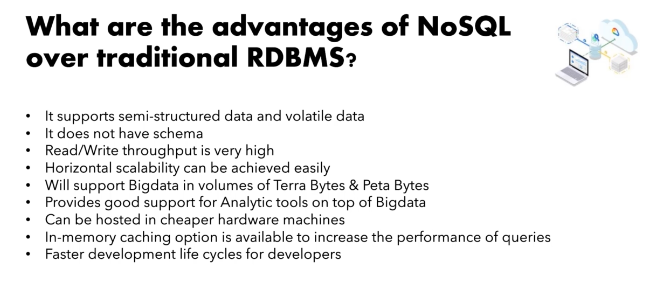 What are the advantages of NoSQL
over traditional RDBMS?
• It supports semi-structured data and volatile data
• It does not have schema
• Read/Write throughput is very high
• Horizontal scalability can be achieved easily
• Will support Bigdata in volumes of Terra Bytes & Peta Bytes
• Provides good support for Analytic tools on top of Bigdata
• Can be hosted in cheaper hardware machines
• In-memory caching option is available to increase the performance of queries
• Faster development life cycles for developers